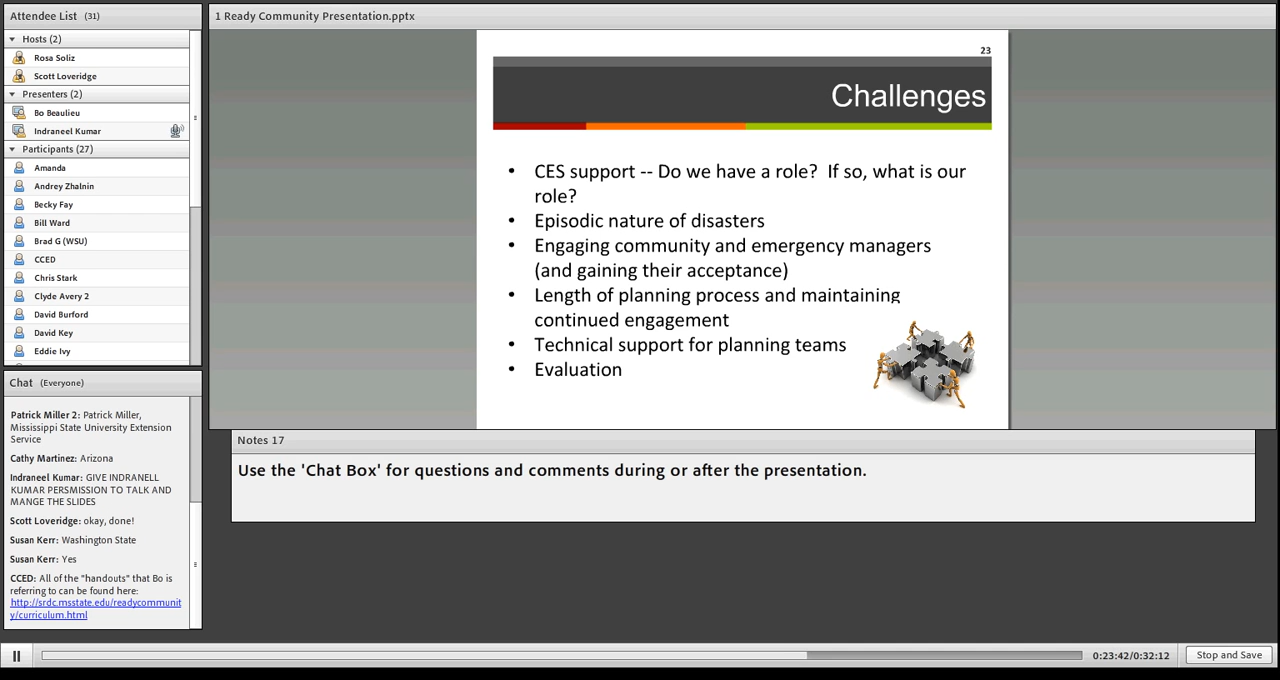 Attendee List (31)
Hosts (2)
Rosa Soliz
Scott Loveridge
Presenters (2)
Bo Beaulieu
Indraneel Kumar
Participants (27)
Amanda
Andrey Zhalnin
Becky Fay
Bill Ward
Brad G (WSU)
CCED
Chris Stark
Clyde Avery 2
David Burford
David Key
Eddie Ivy
Chat (Everyone)
Patrick Miller 2: Patrick Miller,
Mississippi State University Extension
Service
Cathy Martinez: Arizona
Indraneel Kumar: GIVE INDRANELL
KUMAR PERSMISSION TO TALK AND
MANGE THE SLIDES
Scott Loveridge: okay, done!
Susan Kerr: Washington State
Susan Kerr: Yes
CCED: All of the "handouts" that Bo is
referring to can be found here:
http://srdc.msstate.edu/readycommunit
y/curriculum.html
1 Ready Community Presentation.pptx
23
Challenges
• CES support -- Do we have a role? If so, what is our
role?
• Episodic nature of disasters
• Engaging community and emergency managers
(and gaining their acceptance)
• Length of planning process and maintaining
continued engagement
• Technical support for planning teams
• Evaluation
Notes 17
Use the 'Chat Box' for questions and comments during or after the presentation.
0:23:42/0:32:12
Stop and Save